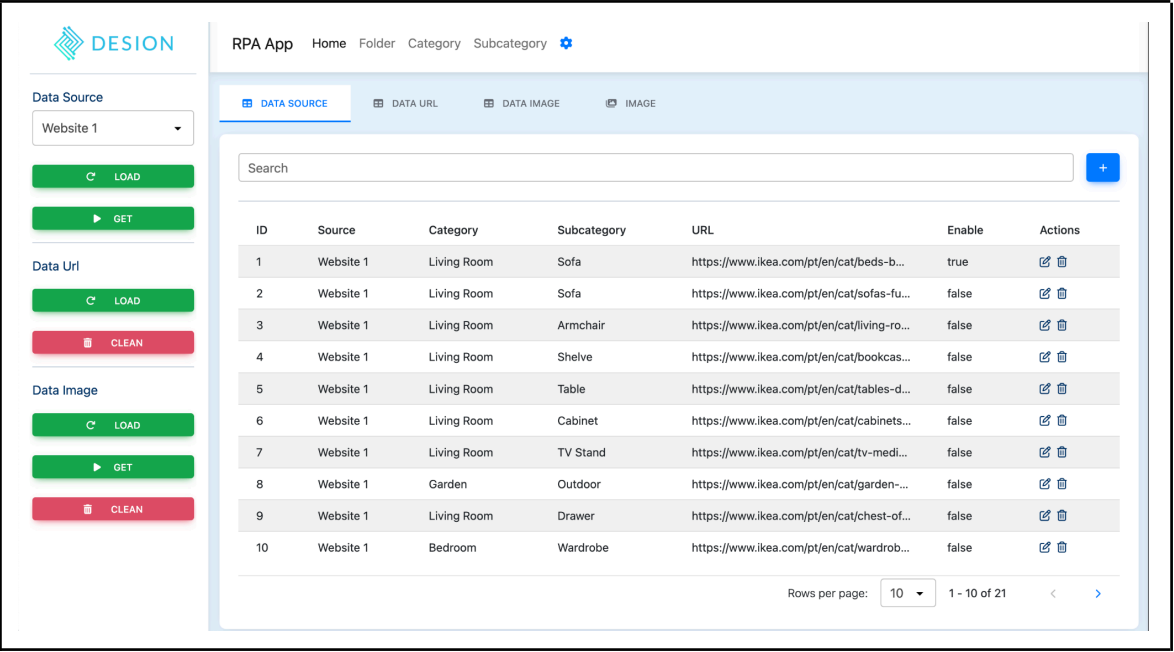 DESION
RPA App Home Folder Category Subcategory
Data Source
Website 1
LOAD
GET
Data Url
LOAD
CLEAN
Data Image
LOAD
GET
CLEAN
DATA SOURCE DATA URL DATA IMAGE IMAGE
Search +
ID Source Category Subcategory URL Enable Actions
1 Website 1 Living Room Sofa https://www.ikea.com/pt/en/cat/beds-b... true
2 Website 1 Living Room Sofa https://www.ikea.com/pt/en/cat/sofas-fu... false
3 Website 1 Living Room Armchair https://www.ikea.com/pt/en/cat/living-ro... false
4 Website 1 Living Room Shelve https://www.ikea.com/pt/en/cat/bookcas... false
5 Website 1 Living Room Table https://www.ikea.com/pt/en/cat/tables-d... false
6 Website 1 Living Room Cabinet https://www.ikea.com/pt/en/cat/cabinets... false
7 Website 1 Living Room TV Stand https://www.ikea.com/pt/en/cat/tv-medi... false
8 Website 1 Garden Outdoor https://www.ikea.com/pt/en/cat/garden-... false
9 Website 1 Living Room Drawer https://www.ikea.com/pt/en/cat/chest-of... false
10 Website 1 Bedroom Wardrobe https://www.ikea.com/pt/en/cat/wardrob... false
Rows per page: 10 1 - 10 of 21